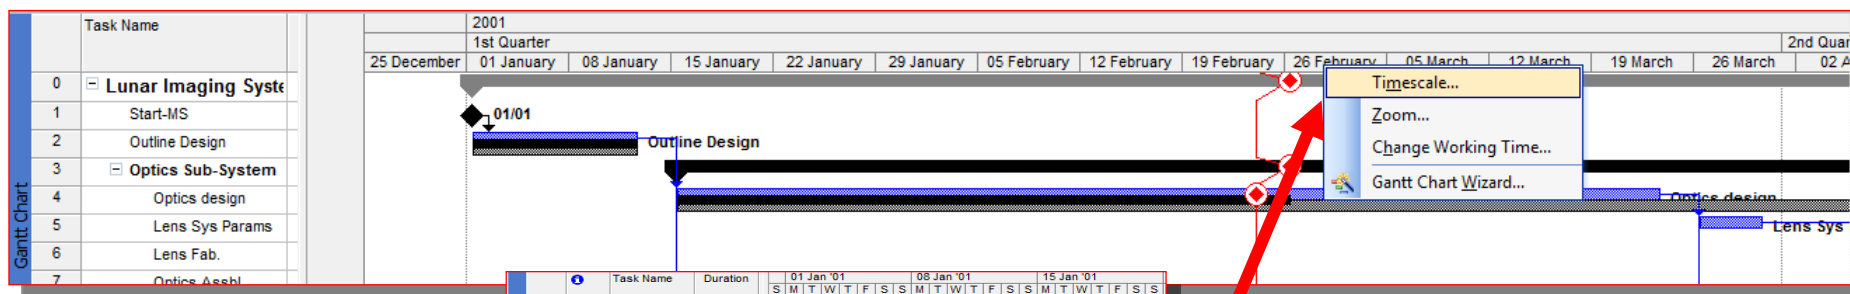 Task Name
2001
1st Quarter
2nd Quar
25 December 01 January 08 January 15 January 22 January 29 January 05 February 12 February 19 February 26 February 05 March 12 March 19 March 26 March 02 A
0 Lunar Imaging Syste
Timescale...
1 Start-MS 01/01
Zoom...
2 Outline Design Outline Design
Change Working Time...
3 Optics Sub-System
Gantt Chart Wizard...
4 Optics design Optics design
5 Lens Sys Params Lens Sys
6 Lens Fab.
7 Optics Assbl
Gantt Chart
Task Name Duration 01 Jan '01 08 Jan '01 15 Jan '01
S M T W T F S S M T W T F S S M T W T F S S